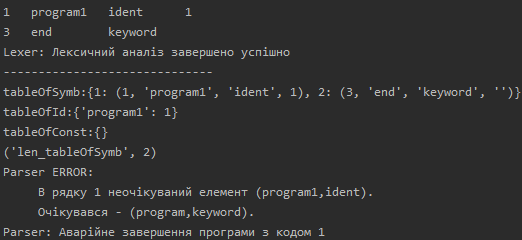 1   program1   ident      1
3   end        keyword
Lexer: Лексичний аналіз завершено успішно
-----------------------------
tableOfSymb:{1: (1, 'program1', 'ident', 1), 2: (3, 'end', 'keyword', '')}
tableOfId:{'program1': 1}
tableOfConst:{}
('len_tableOfSymb', 2)
Parser ERROR:
     В рядку 1 неочікуваний елемент (program1,ident).
     Очікувався - (program,keyword).
Parser: Аварійне завершення програми з кодом 1